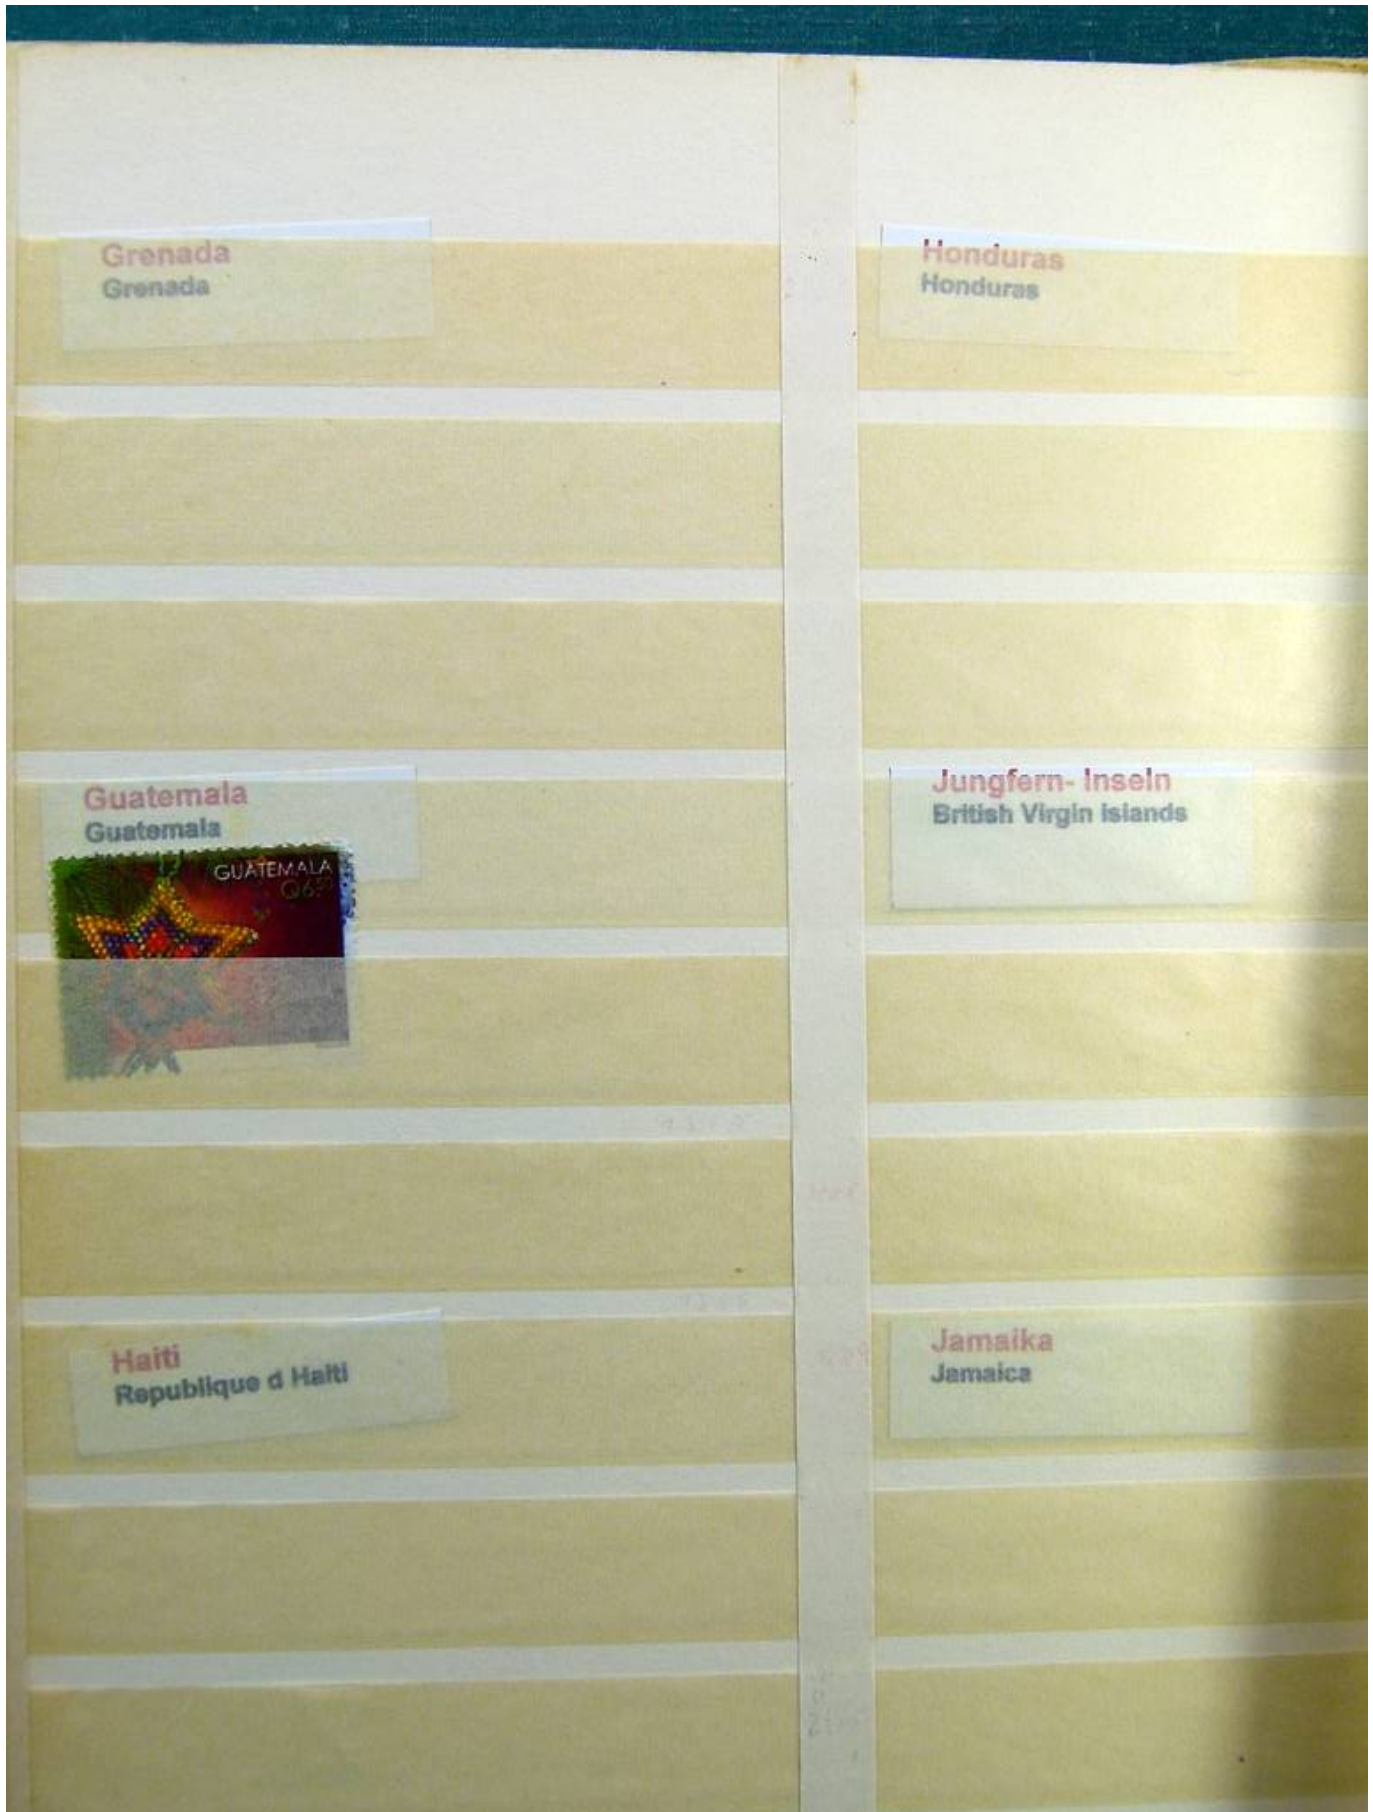 Grenada
Grenada
Guatemala
Guatemala
GUATEMALA
Haiti
Republique d Haiti
Honduras
Honduras
Jungfern- Inseln
British Virgin Islands
Jamaika
Jamaica